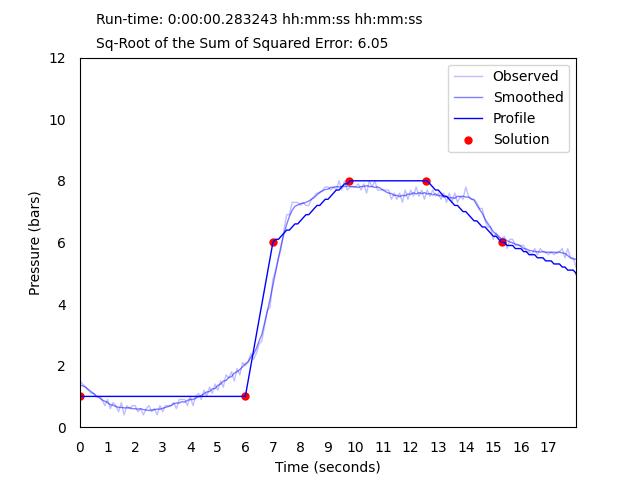 Run-time: 0:00:00.283243 hh:mm:ss hh:mm:ss
Sq-Root of the Sum of Squared Error: 6.05
Observed
Smoothed
Profile
Solution
12
10
8
6
4
2
0
Pressure (bars)
0 1 2 3 4 5 6 7 8 9 10 11 12 13 14 15 16 17
Time (seconds)